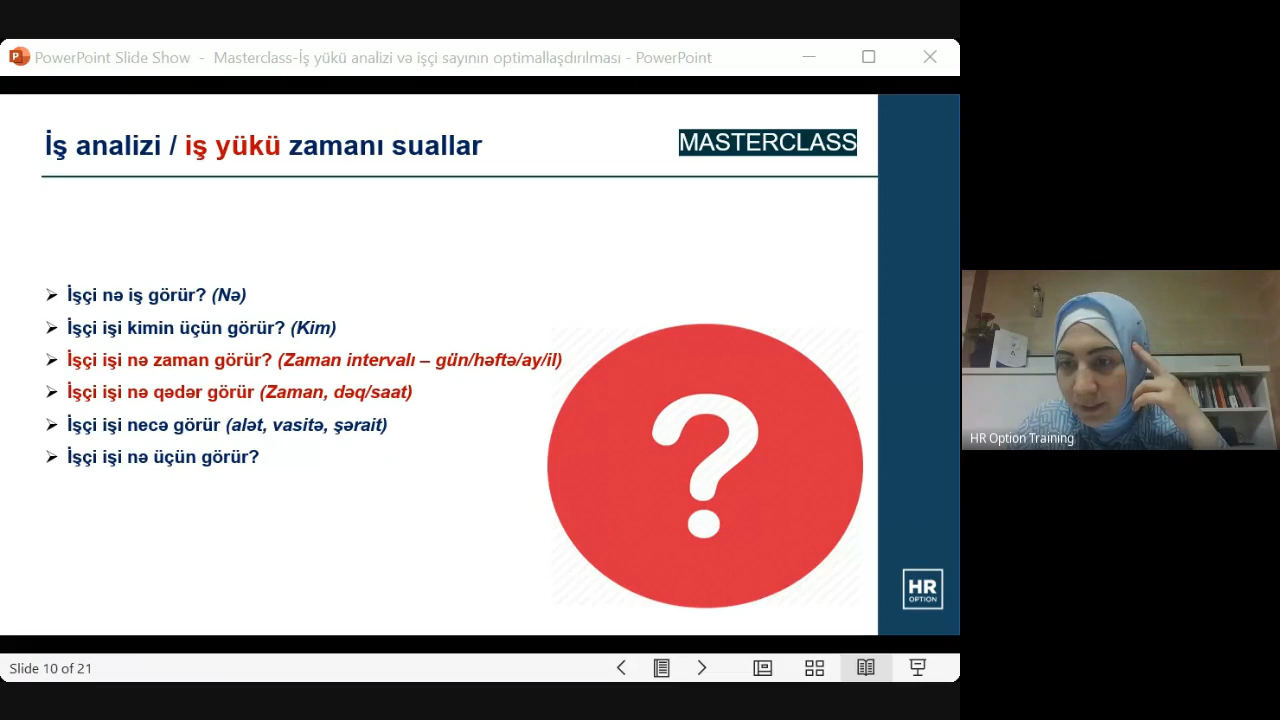 PowerPoint Slide Show - Masterclass-İş yükü analizi və işçi sayının optimallaşdırılması - PowerPoint
İş analizi / iş yükü zamanı suallar
MASTERCLASS
İşçi nə iş görür? (Nə)
İşçi işi kimin üçün görür? (Kim)
İşçi işi nə zaman görür? (Zaman intervalı – gün/həftə/ay/il)
İşçi işi nə qədər görür (Zaman, dəq/saat)
İşçi işi necə görür (alət, vasitə, şərait)
İşçi işi nə üçün görür?
?
HR
OPTION
HR Option Training
Slide 10 of 21